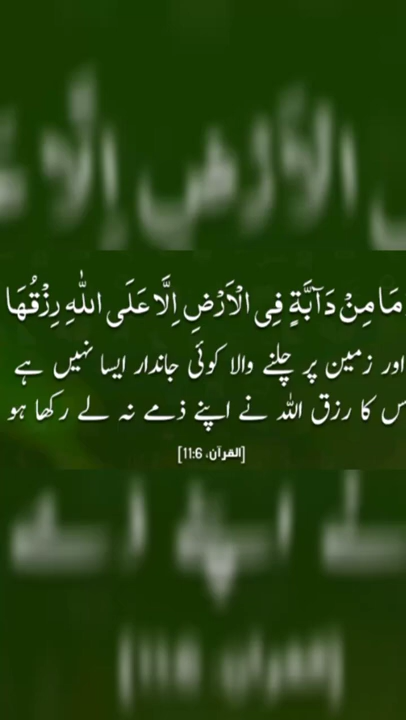 مَا مِنْ دَآبَّةٍ فِى الْاَرْضِ اِلَّا عَلَى اللّٰهِ رِزْقُهَا
اور زمین پر چلنے والا کوئی جاندار ایسا نہیں ہے
س کا رزق اللہ نے اپنے ذمے نہ لے رکھا ہو
[القرآن، 11:6]